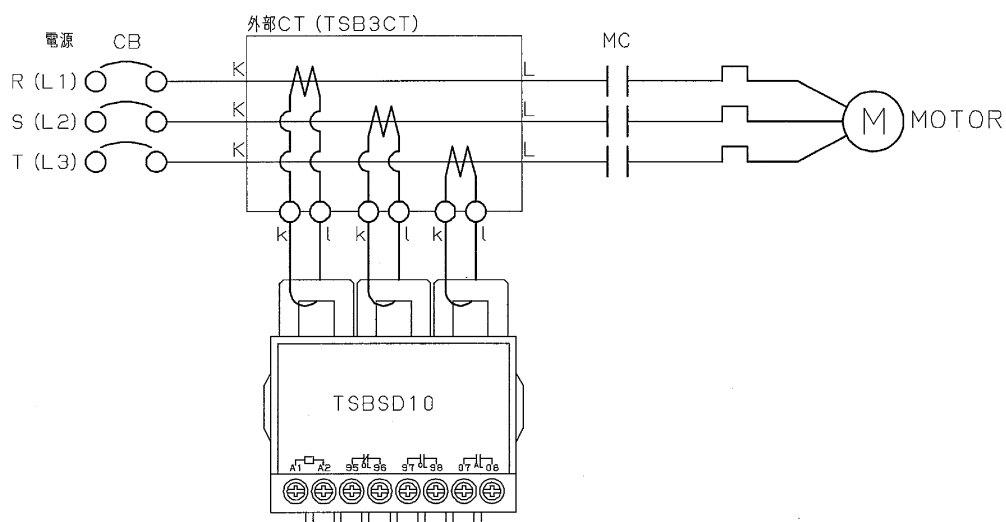 外部CT (TSB3CT)
電源 CB MC
R (L1) K L
S (L2) K L
T (L3) K L
M MOTOR
k l k l k l
TSBSD10
OL OL AL
A1 A2 95 96 97 98 07 08